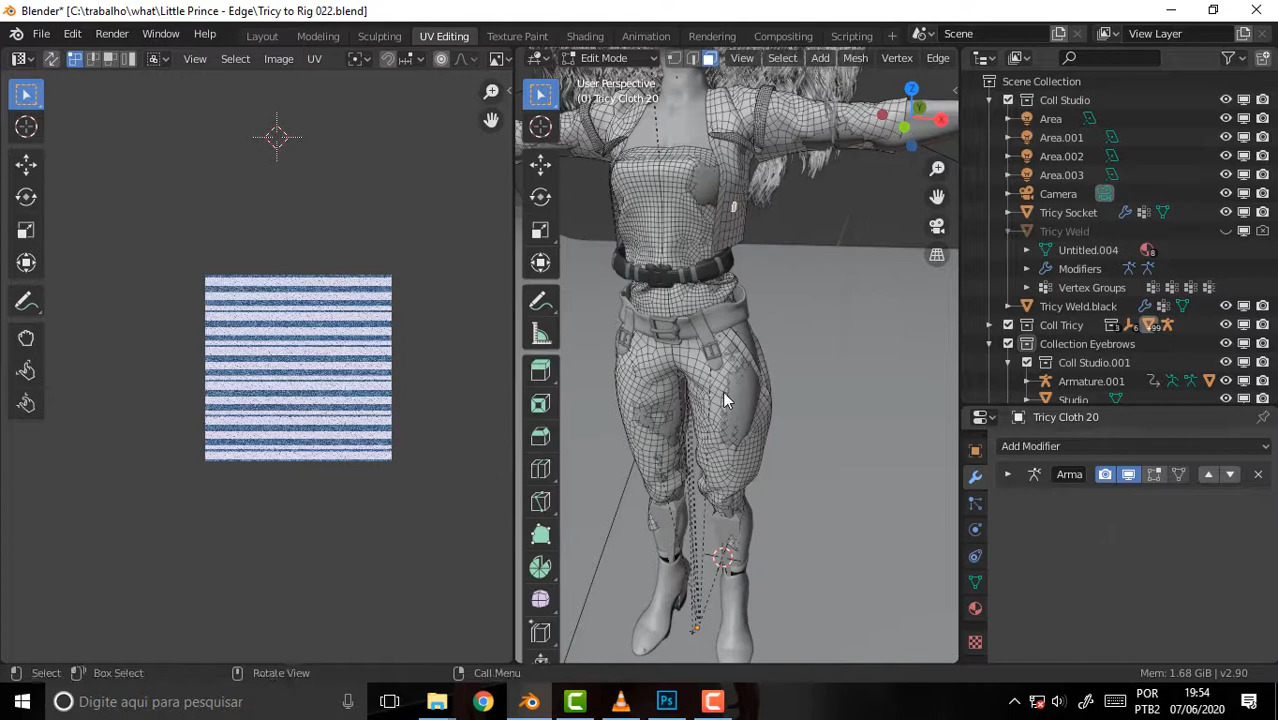 Blender* [C:\trabalho\what\Little Prince - Edge\Tricy to Rig 022.blend]
File Edit Render Window Help Layout Modeling Sculpting UV Editing Texture Paint Shading Animation Rendering Compositing Scripting Scene View Layer
View Select Image UV
Edit Mode View Select Add Mesh Vertex Edge
User Perspective
(0) Tricy Cloth 20
Z
Y
X
Scene Collection
Coll Studio
Area
Area.001
Area.002
Area.003
Camera
Tricy Socket
Tricy Weld
Untitled.004 8
Modifiers
Vertex Groups
Tricy Weld.black
Coll Tricy 3 6 99
Collection Eyebrows
Coll Studio.001
Armature.001
Studio
Tricy Cloth 20
Add Modifier
Arma
Select Box Select Rotate View Call Menu Mem: 1.68 GiB | v2.90
Digite aqui para pesquisar
Ps
POR
PTB2
19:54
07/06/2020